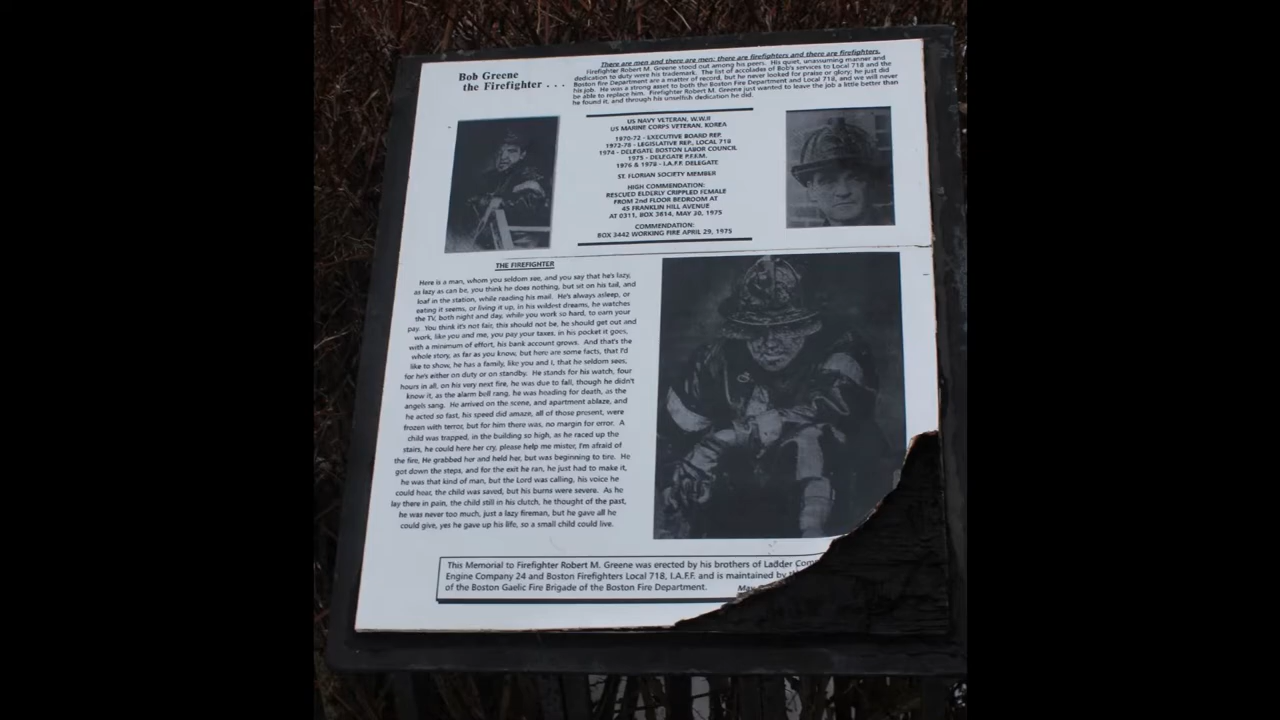 Bob Greene
the Firefighter . . .
There are men and there are men; there are firefighters and there are firefighters.
Firefighter Robert M. Greene stood out among his peers. His quiet, unassuming manner and
dedication to duty were his trademark. The list of accolades of Bob's services to Local 718 and the
Boston Fire Department are a matter of record, but he never looked for praise or glory; he just did
his job. He was a strong asset to both the Boston Fire Department and Local 718, and we will never
be able to replace him. Firefighter Robert M. Greene just wanted to leave the job a little better than
he found it, and through his unselfish dedication he did.
US NAVY VETERAN, W.W.II
US MARINE CORPS VETERAN, KOREA
1970-72 - EXECUTIVE BOARD REP.
1973-78 - LEGISLATIVE REP., LOCAL 718
1974 - DELEGATE BOSTON LABOR COUNCIL
1975 - DELEGATE P.F.F.M.
1976 & 1978 - I.A.F.F. DELEGATE
ST. FLORIAN SOCIETY MEMBER
HIGH COMMENDATION:
RESCUED ELDERLY CRIPPLED FEMALE
FROM 2nd FLOOR BEDROOM AT
45 FRANKLIN HILL AVENUE
AT 0311, BOX 3614, MAY 20, 1975
COMMENDATION:
BOX 3442 WORKING FIRE APRIL 29, 1975
THE FIREFIGHTER
Here is a man, whom you seldom see, and you say that he's lazy,
as lazy as can be, you think he does nothing, but sit on his tail, and
loaf in the station, while reading his mail. He's always asleep, or
eating it seems, or living it up, in his wildest dreams, he watches
the TV, both night and day, while you work so hard, to earn your
pay. You think it's not fair, this should not be, he should get out and
work, like you and me, you pay your taxes, in his pocket it goes,
with a minimum of effort, his bank account grows. And that's the
whole story, as far as you know, but here are some facts, that I'd
like to show, he has a family, like you and I, that he seldom sees,
for he's either on duty or on standby. He stands for his watch, four
hours in all, on his very next fire, he was due to fall, though he didn't
know it, as the alarm bell rang, he was heading for death, as the
angels sang. He arrived on the scene, and apartment ablaze, and
he acted so fast, his speed did amaze, all of those present, were
frozen with terror, but for him there was, no margin for error. A
child was trapped, in the building so high, as he raced up the
stairs, he could here her cry, please help me mister, I'm afraid of
the fire, He grabbed her and held her, but was beginning to tire. He
got down the steps, and for the exit he ran, he just had to make it,
he was that kind of man, but the Lord was calling, his voice he
could hear, the child was saved, but his burns were severe. As he
lay there in pain, the child still in his clutch, he thought of the past,
he was never too much, just a lazy fireman, but he gave all he
could give, yes he gave up his life, so a small child could live.
This Memorial to Firefighter Robert M. Greene was erected by his brothers of Ladder Com
Engine Company 24 and Boston Firefighters Local 718, I.A.F.F. and is maintained by
of the Boston Gaelic Fire Brigade of the Boston Fire Department. May